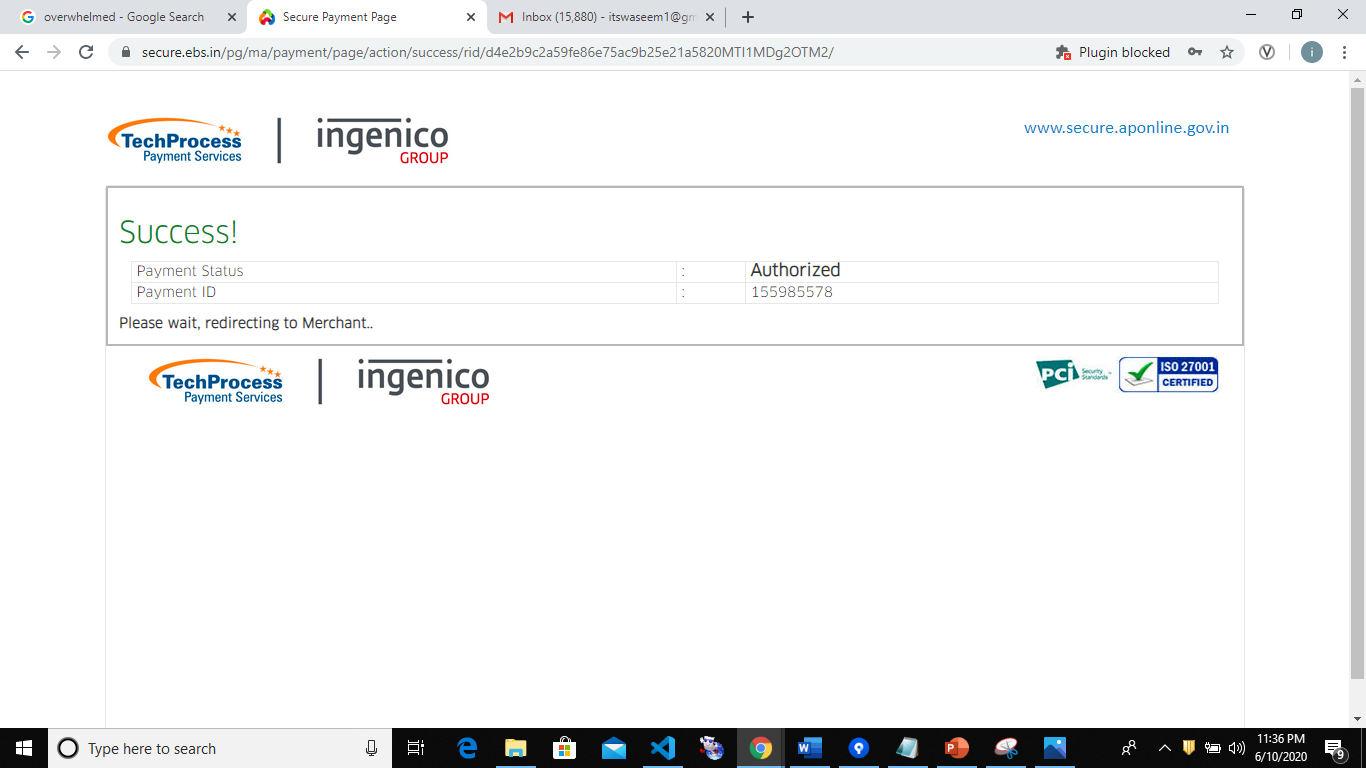 overwhelmed - Google Search
Secure Payment Page
Inbox (15,880) - itswaseem1@gm
secure.ebs.in/pg/ma/payment/page/action/success/rid/d4e2b9c2a59fe86e75ac9b25e21a5820MTI1MDg2OTM2/
Plugin blocked
i
TechProcess
Payment Services
ingenico
GROUP
www.secure.aponline.gov.in
Success!
Payment Status : Authorized
Payment ID : 155985578
Please wait, redirecting to Merchant..
TechProcess
Payment Services
ingenico
GROUP
PCI Security Standards
ISO 27001
CERTIFIED
Type here to search
11:36 PM
6/10/2020
9